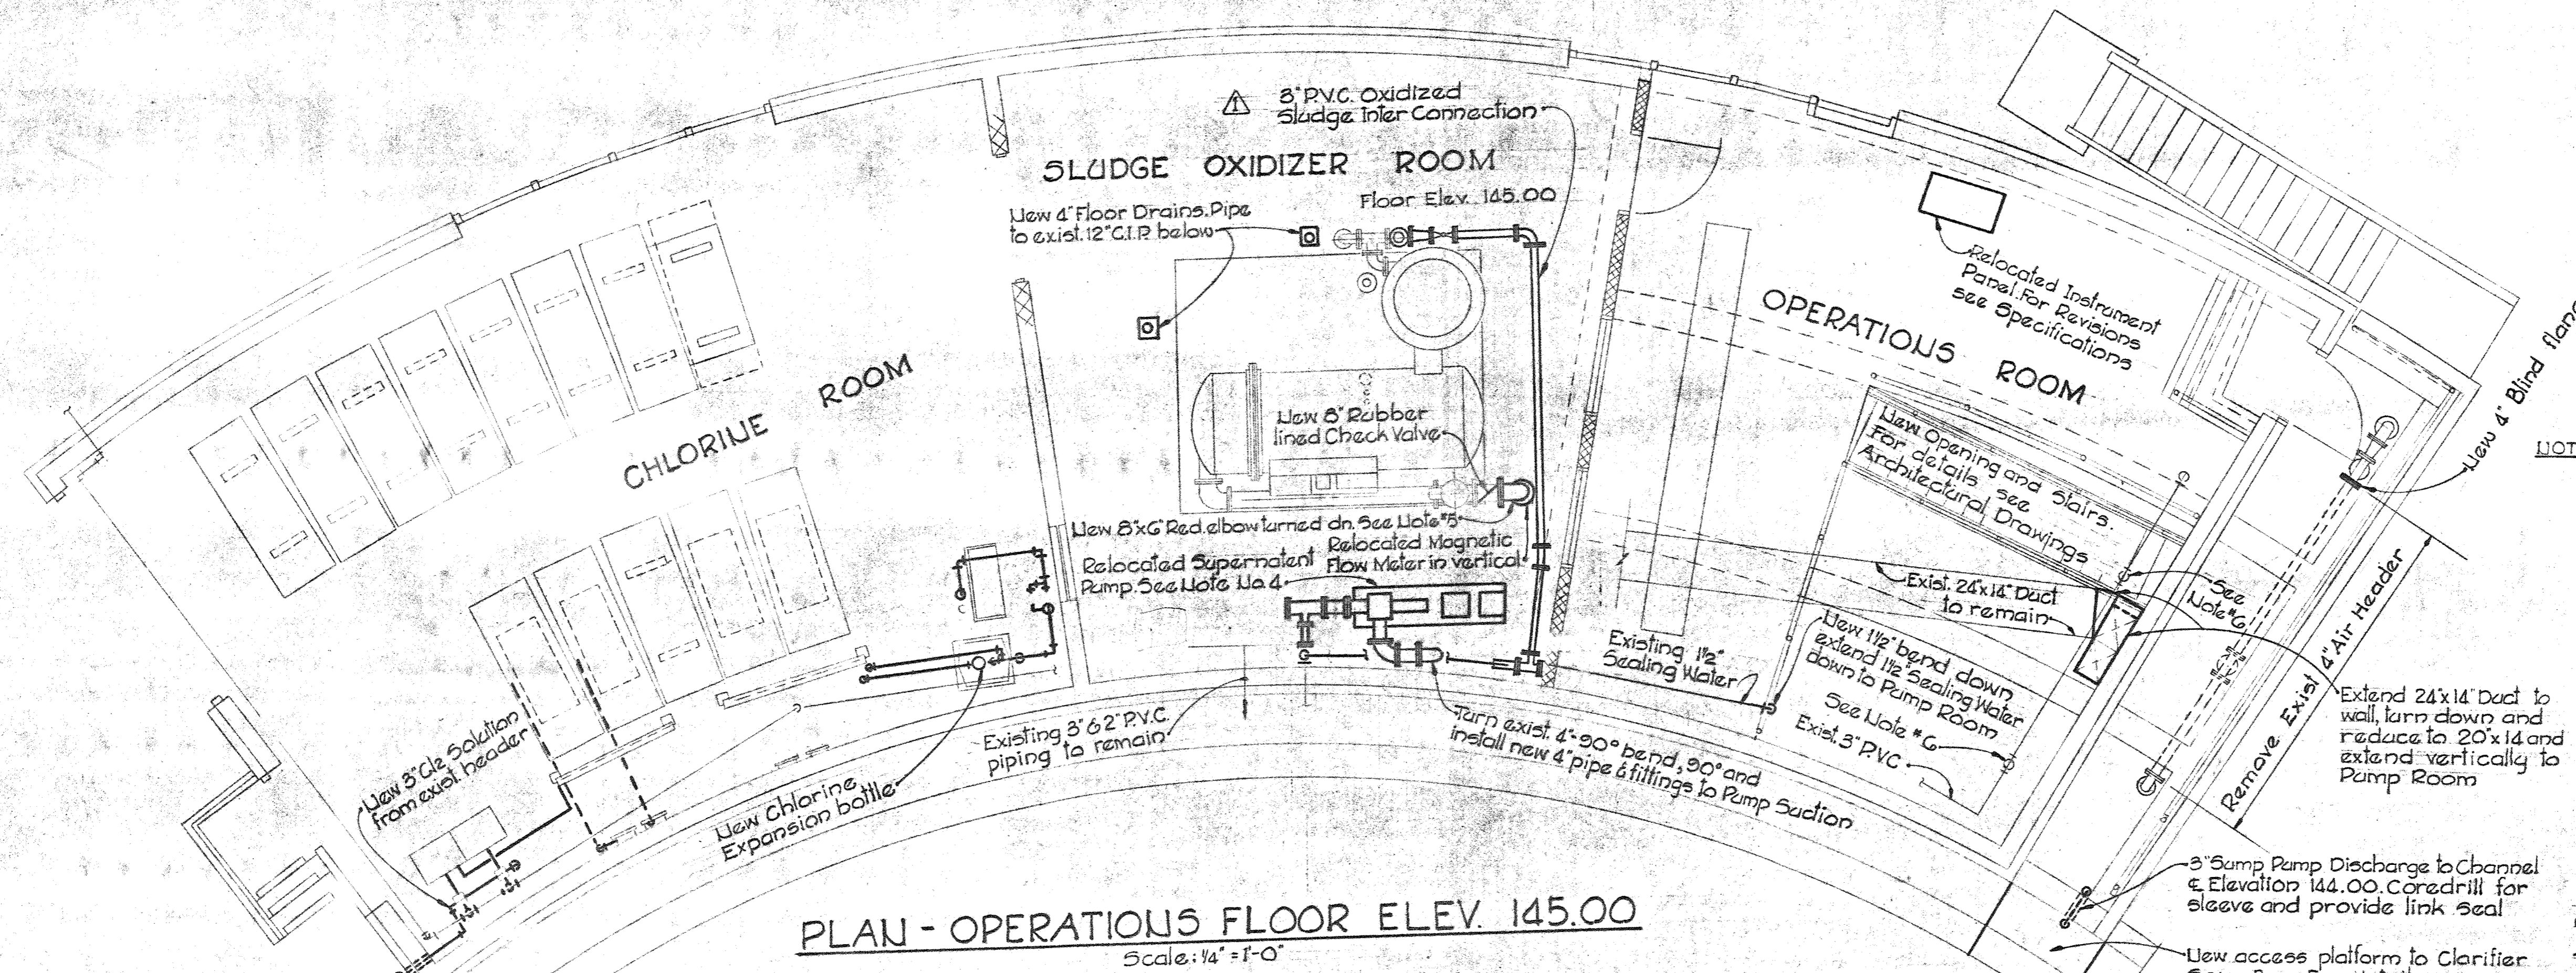 3" P.V.C. Oxidized
Sludge Inter Connection
1
SLUDGE OXIDIZER ROOM
Floor Elev. 145.00
New 4" Floor Drains. Pipe
to exist. 12" C.I.P. below
CHLORINE ROOM
OPERATIONS ROOM
Relocated Instrument
Panel. For Revisions
see Specifications
New 8" Rubber
lined Check Valve
New Opening and Stairs.
For details see
Architectural Drawings
New 4" Blind
NOT
New 8"x6" Red. elbow turned dn. See Note #5
Relocated Supernatent
Pump. See Note No. 4
Relocated Magnetic
Flow Meter in vertical
Exist. 24"x14" Duct
to remain
See
Note #6
Existing 1½"
Sealing Water
New 1½" bend down
extend 1½" Sealing Water
down to Pump Room
See Note #6
Exist. 3" P.V.C.
Remove Exist 4" Air Header
Extend 24"x14" Duct to
wall, turn down and
reduce to 20"x14 and
extend vertically to
Pump Room
Existing 3" & 2" P.V.C.
piping to remain
Turn exist. 4"-90° bend, 90° and
install new 4" pipe & fittings to Pump Suction
New 3" Cl2 Solution
from exist. header
New Chlorine
Expansion bottle
3" Sump Pump Discharge to Channel
℄ Elevation 144.00. Coredrill for
sleeve and provide link seal
New access platform to Clarifier
PLAN - OPERATIONS FLOOR ELEV. 145.00
Scale: ¼" = 1'-0"